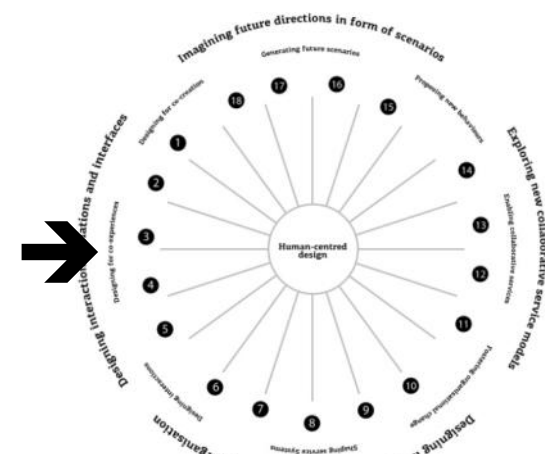 Imagining future directions in form of scenarios
Generating future scenarios
Designing for co-creation
Proposing new behaviours
18
17
16
15
1
14
2
Exploring new collaborative service models
Designing interaction
ations and interfaces
3
13
Designing for co-experiences
Enabling collaborative services
Human-centred
design
4
12
5
11
6
10
7
8
9
Designing interactions
Fostering organisational change
Shaping service Systems
organisation
Designing